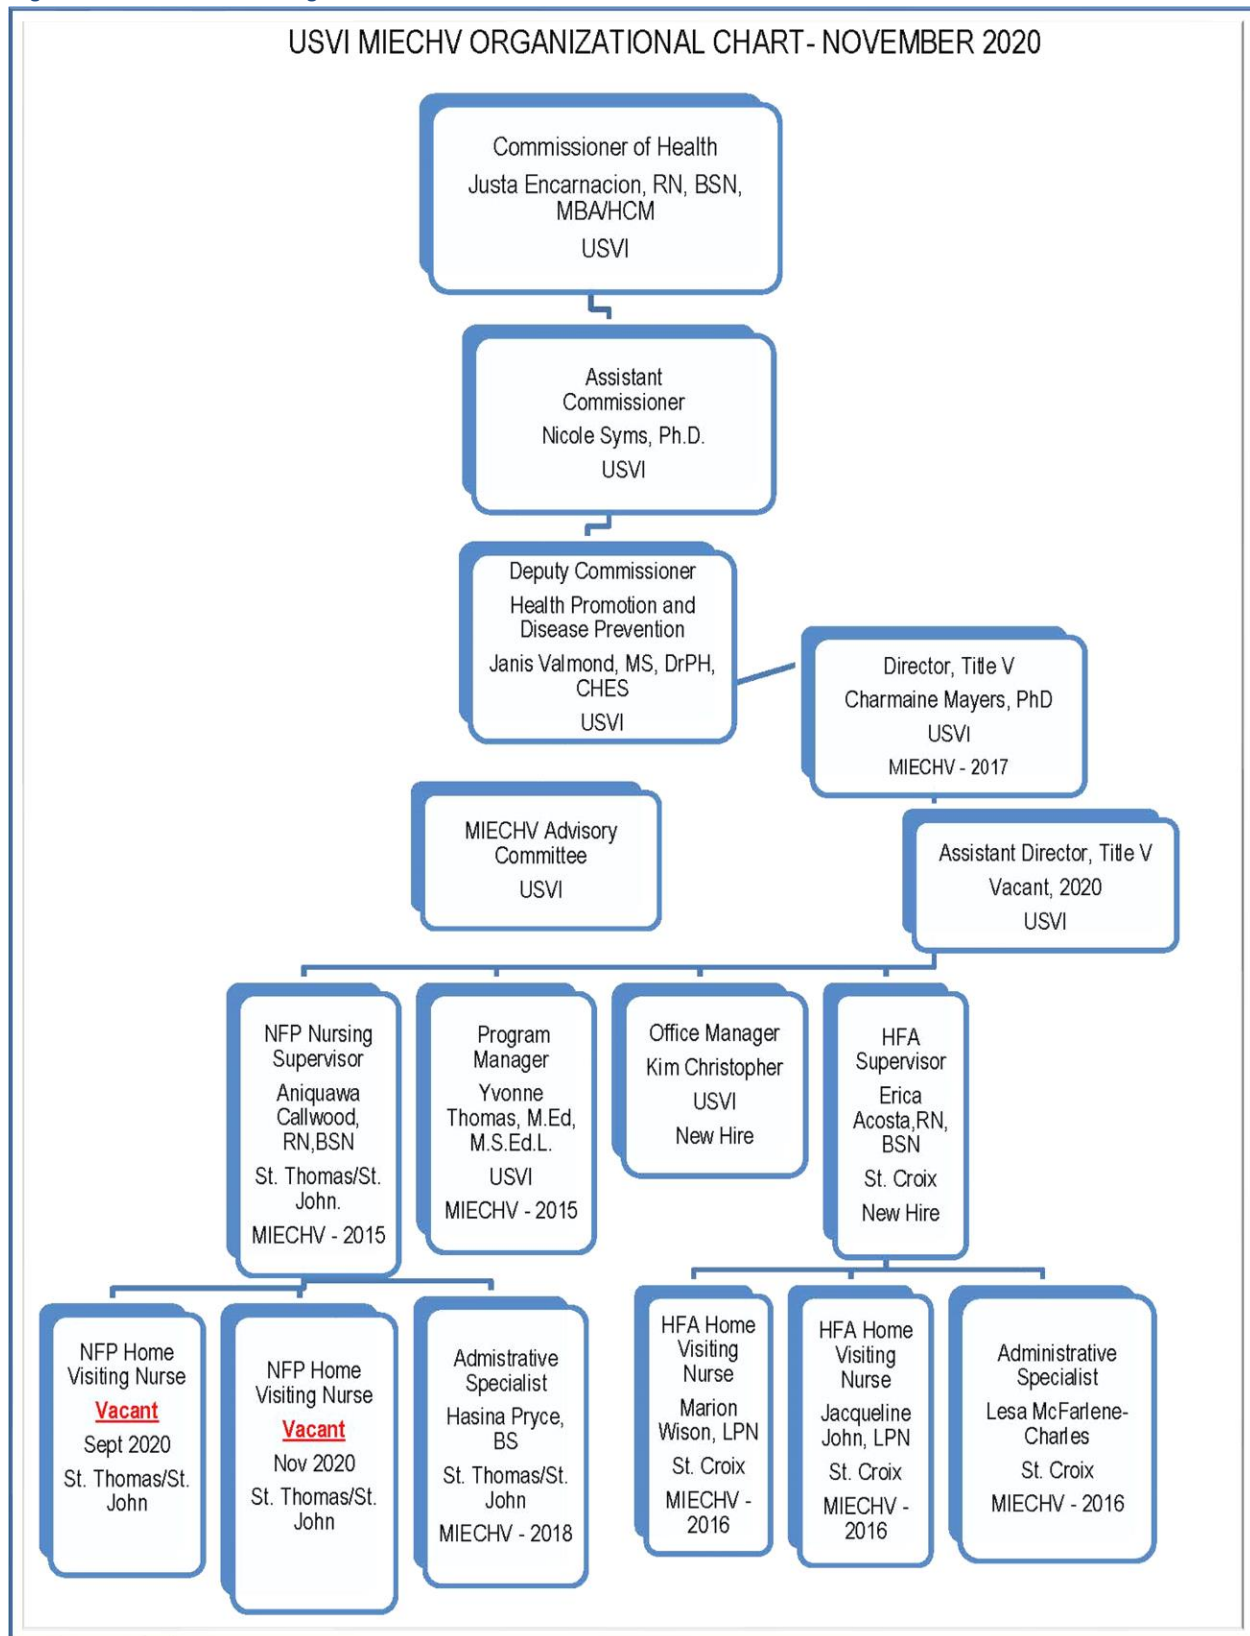 USVI MIECHV ORGANIZATIONAL CHART- NOVEMBER 2020
Commissioner of Health
Justa Encarnacion, RN, BSN,
MBA/HCM
USVI
Assistant
Commissioner
Nicole Syms, Ph.D.
USVI
Deputy Commissioner
Health Promotion and
Disease Prevention
Janis Valmond, MS, DrPH,
CHES
USVI
Director, Title V
Charmaine Mayers, PhD
USVI
MIECHV - 2017
MIECHV Advisory
Committee
USVI
Assistant Director, Title V
Vacant, 2020
USVI
NFP Nursing
Supervisor
Aniquawa
Callwood,
RN,BSN
St. Thomas/St.
John.
MIECHV - 2015
Program
Manager
Yvonne
Thomas, M.Ed,
M.S.Ed.L.
USVI
MIECHV - 2015
Office Manager
Kim Christopher
USVI
New Hire
HFA
Supervisor
Erica
Acosta,RN,
BSN
St. Croix
New Hire
NFP Home
Visiting Nurse
Vacant
Sept 2020
St. Thomas/St.
John
NFP Home
Visiting Nurse
Vacant
Nov 2020
St. Thomas/St.
John
Admistrative
Specialist
Hasina Pryce,
BS
St. Thomas/St.
John
MIECHV - 2018
HFA Home
Visiting
Nurse
Marion
Wison, LPN
St. Croix
MIECHV -
2016
HFA Home
Visiting
Nurse
Jacqueline
John, LPN
St. Croix
MIECHV -
2016
Administrative
Specialist
Lesa McFarlene-
Charles
St. Croix
MIECHV - 2016